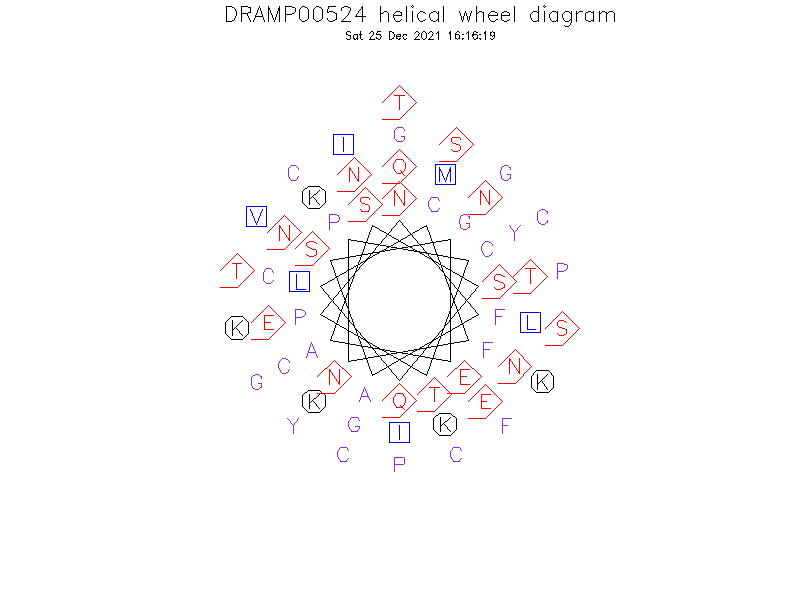 DRAMP00524 helical wheel diagram
Sat 25 Dec 2021 16:16:19
T
G
I S
Q
C N M G
K N N
S C
V P G C
N Y
S C
T C L S T P
K E P F L S
A F
C N
G N E K
A T
K Q E
Y G K F
I
C C
P